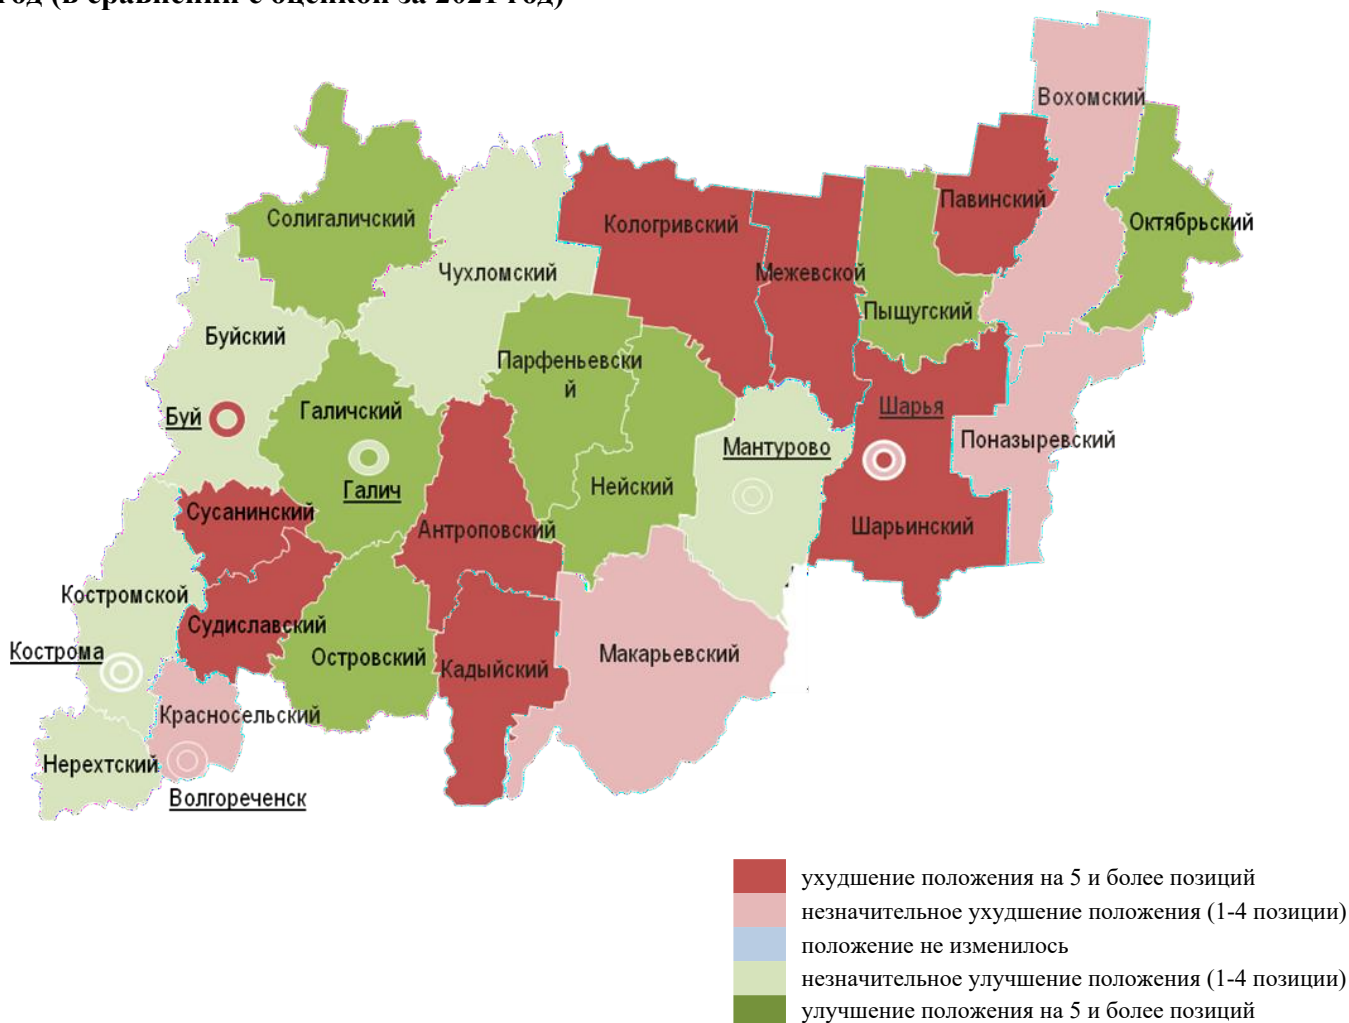 год (в сравнении с оценкой за 2021 год)
Вохомский
Павинский
Солигаличский
Кологривский
Октябрьский
Чухломский
Межевской
Пыщугский
Буйский
Парфеньевски
й
Галичский
Шарья
Буй
Поназыревский
Мантурово
Галич
Нейский
Сусанинский
Антроповский
Шарьинский
Костромской
Судиславский
Кострома
Островский
Макарьевский
Кадыйский
Красносельский
Нерехтский
Волгореченск
ухудшение положения на 5 и более позиций
незначительное ухудшение положения (1-4 позиции)
положение не изменилось
незначительное улучшение положения (1-4 позиции)
улучшение положения на 5 и более позиций